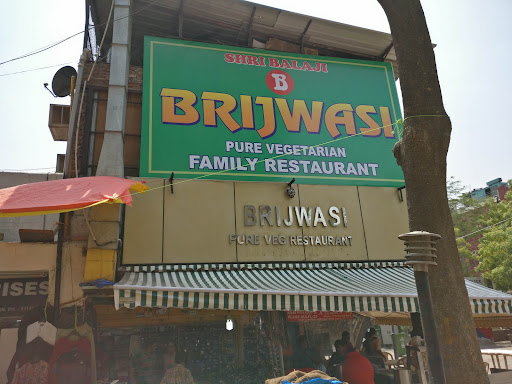 SHRI BALAJI
B
BRIJWASI
PURE VEGETARIAN
FAMILY RESTAURANT
BRIJWASI
PURE VEG RESTAURANT